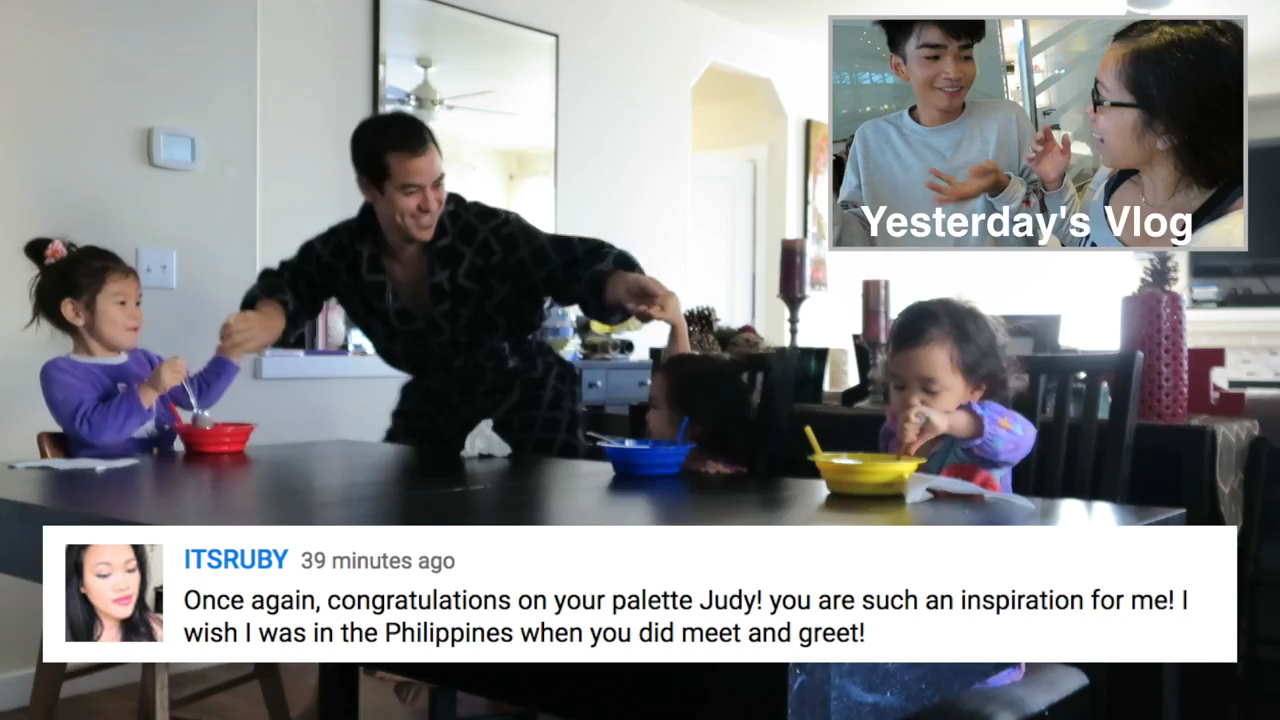 Yesterday's Vlog
ITSRUBY 39 minutes ago
Once again, congratulations on your palette Judy! you are such an inspiration for me! I
wish I was in the Philippines when you did meet and greet!